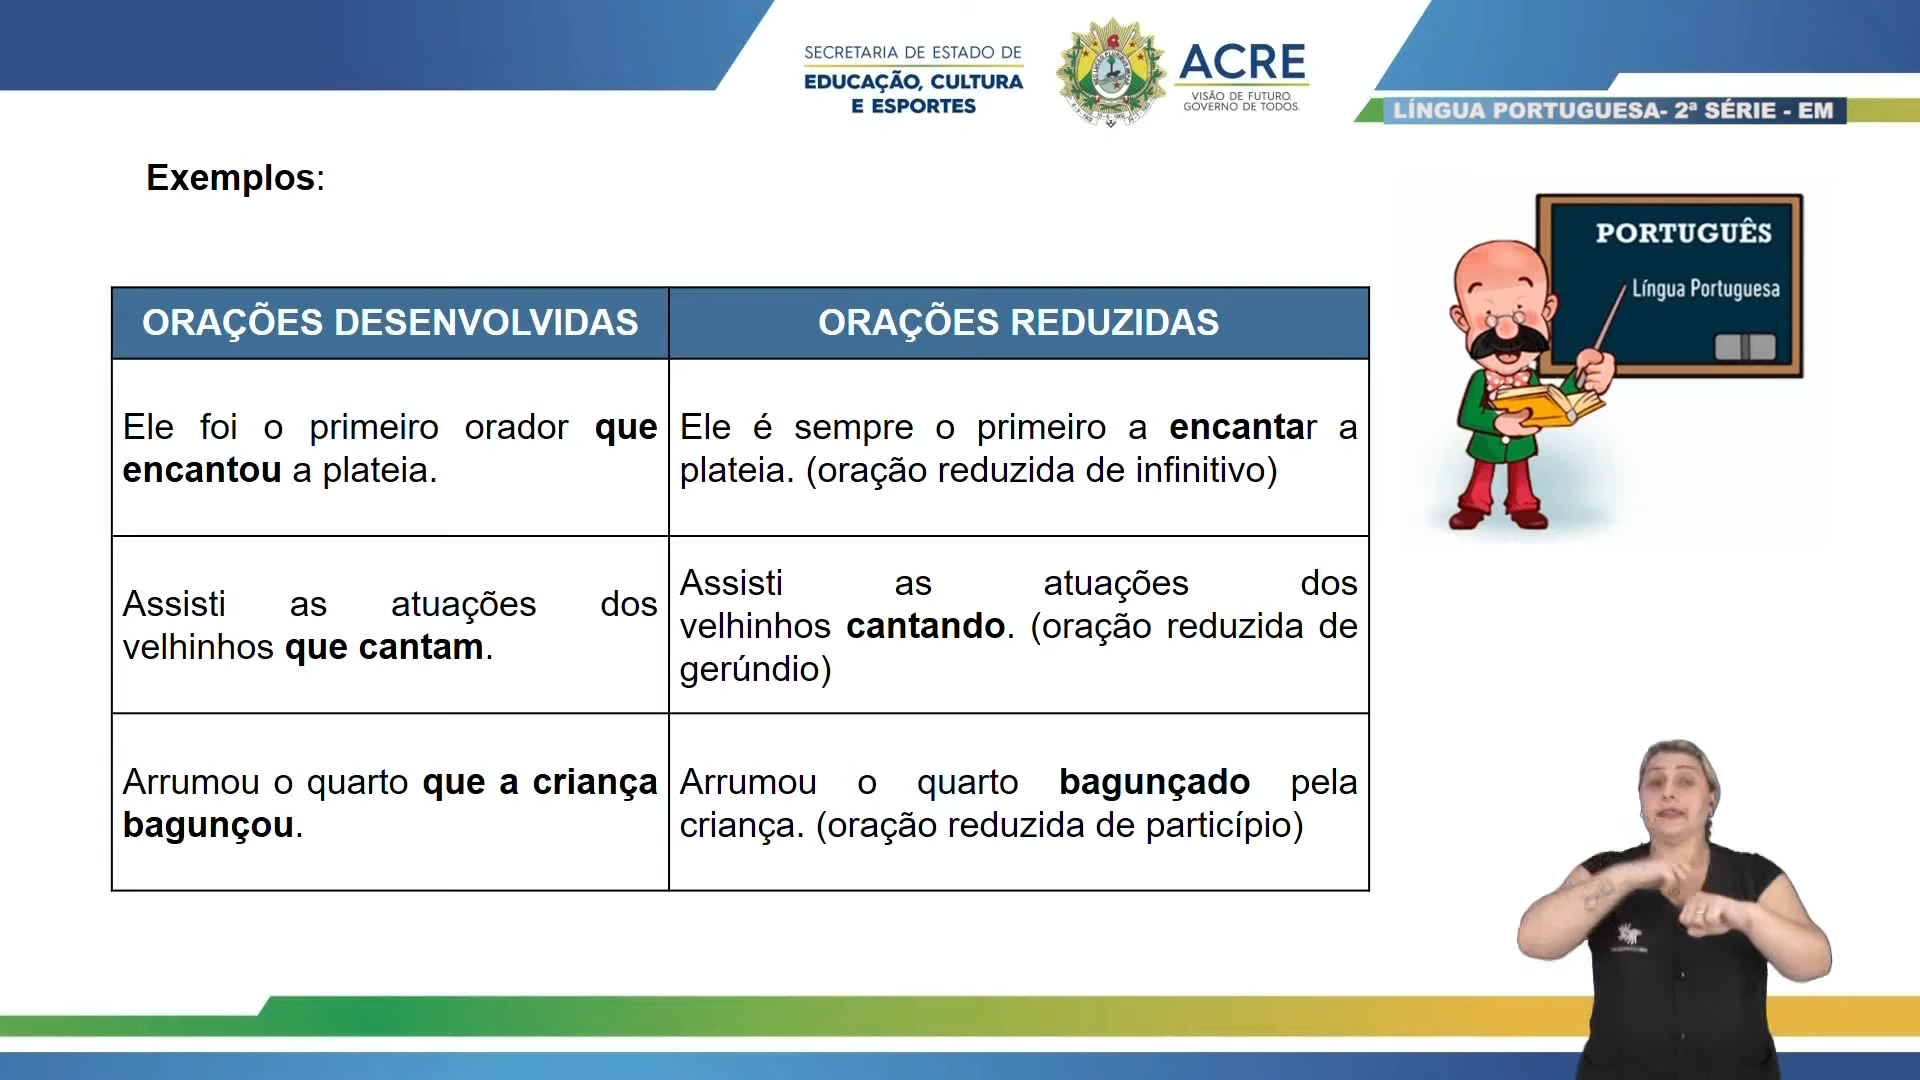 SECRETARIA DE ESTADO DE
EDUCAÇÃO, CULTURA
E ESPORTES
ACRE
VISÃO DE FUTURO.
GOVERNO DE TODOS.
LÍNGUA PORTUGUESA- 2ª SÉRIE - EM
Exemplos:
PORTUGUÊS
Língua Portuguesa
ORAÇÕES DESENVOLVIDAS
ORAÇÕES REDUZIDAS
Ele foi o primeiro orador que
encantou a plateia.
Ele é sempre o primeiro a encantar a
plateia. (oração reduzida de infinitivo)
Assisti as atuações dos
velhinhos que cantam.
Assisti as atuações dos
velhinhos cantando. (oração reduzida de
gerúndio)
Arrumou o quarto que a criança
bagunçou.
Arrumou o quarto bagunçado pela
criança. (oração reduzida de particípio)